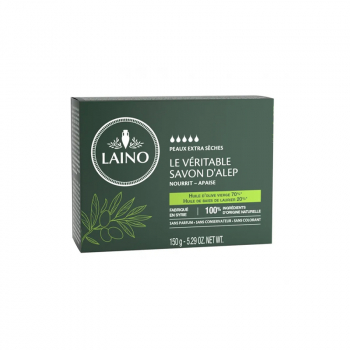 LAINO
PEAUX EXTRA SÈCHES
LE VÉRITABLE
SAVON D'ALEP
NOURRIT – APAISE
HUILE D'OLIVE VIERGE 70%*
HUILE DE BAIES DE LAURIER 20%*
FABRIQUÉ
EN SYRIE
100% INGRÉDIENTS
D'ORIGINE NATURELLE
SANS PARFUM • SANS CONSERVATEUR • SANS COLORANT
150 g - 5.29 OZ. NET WT.